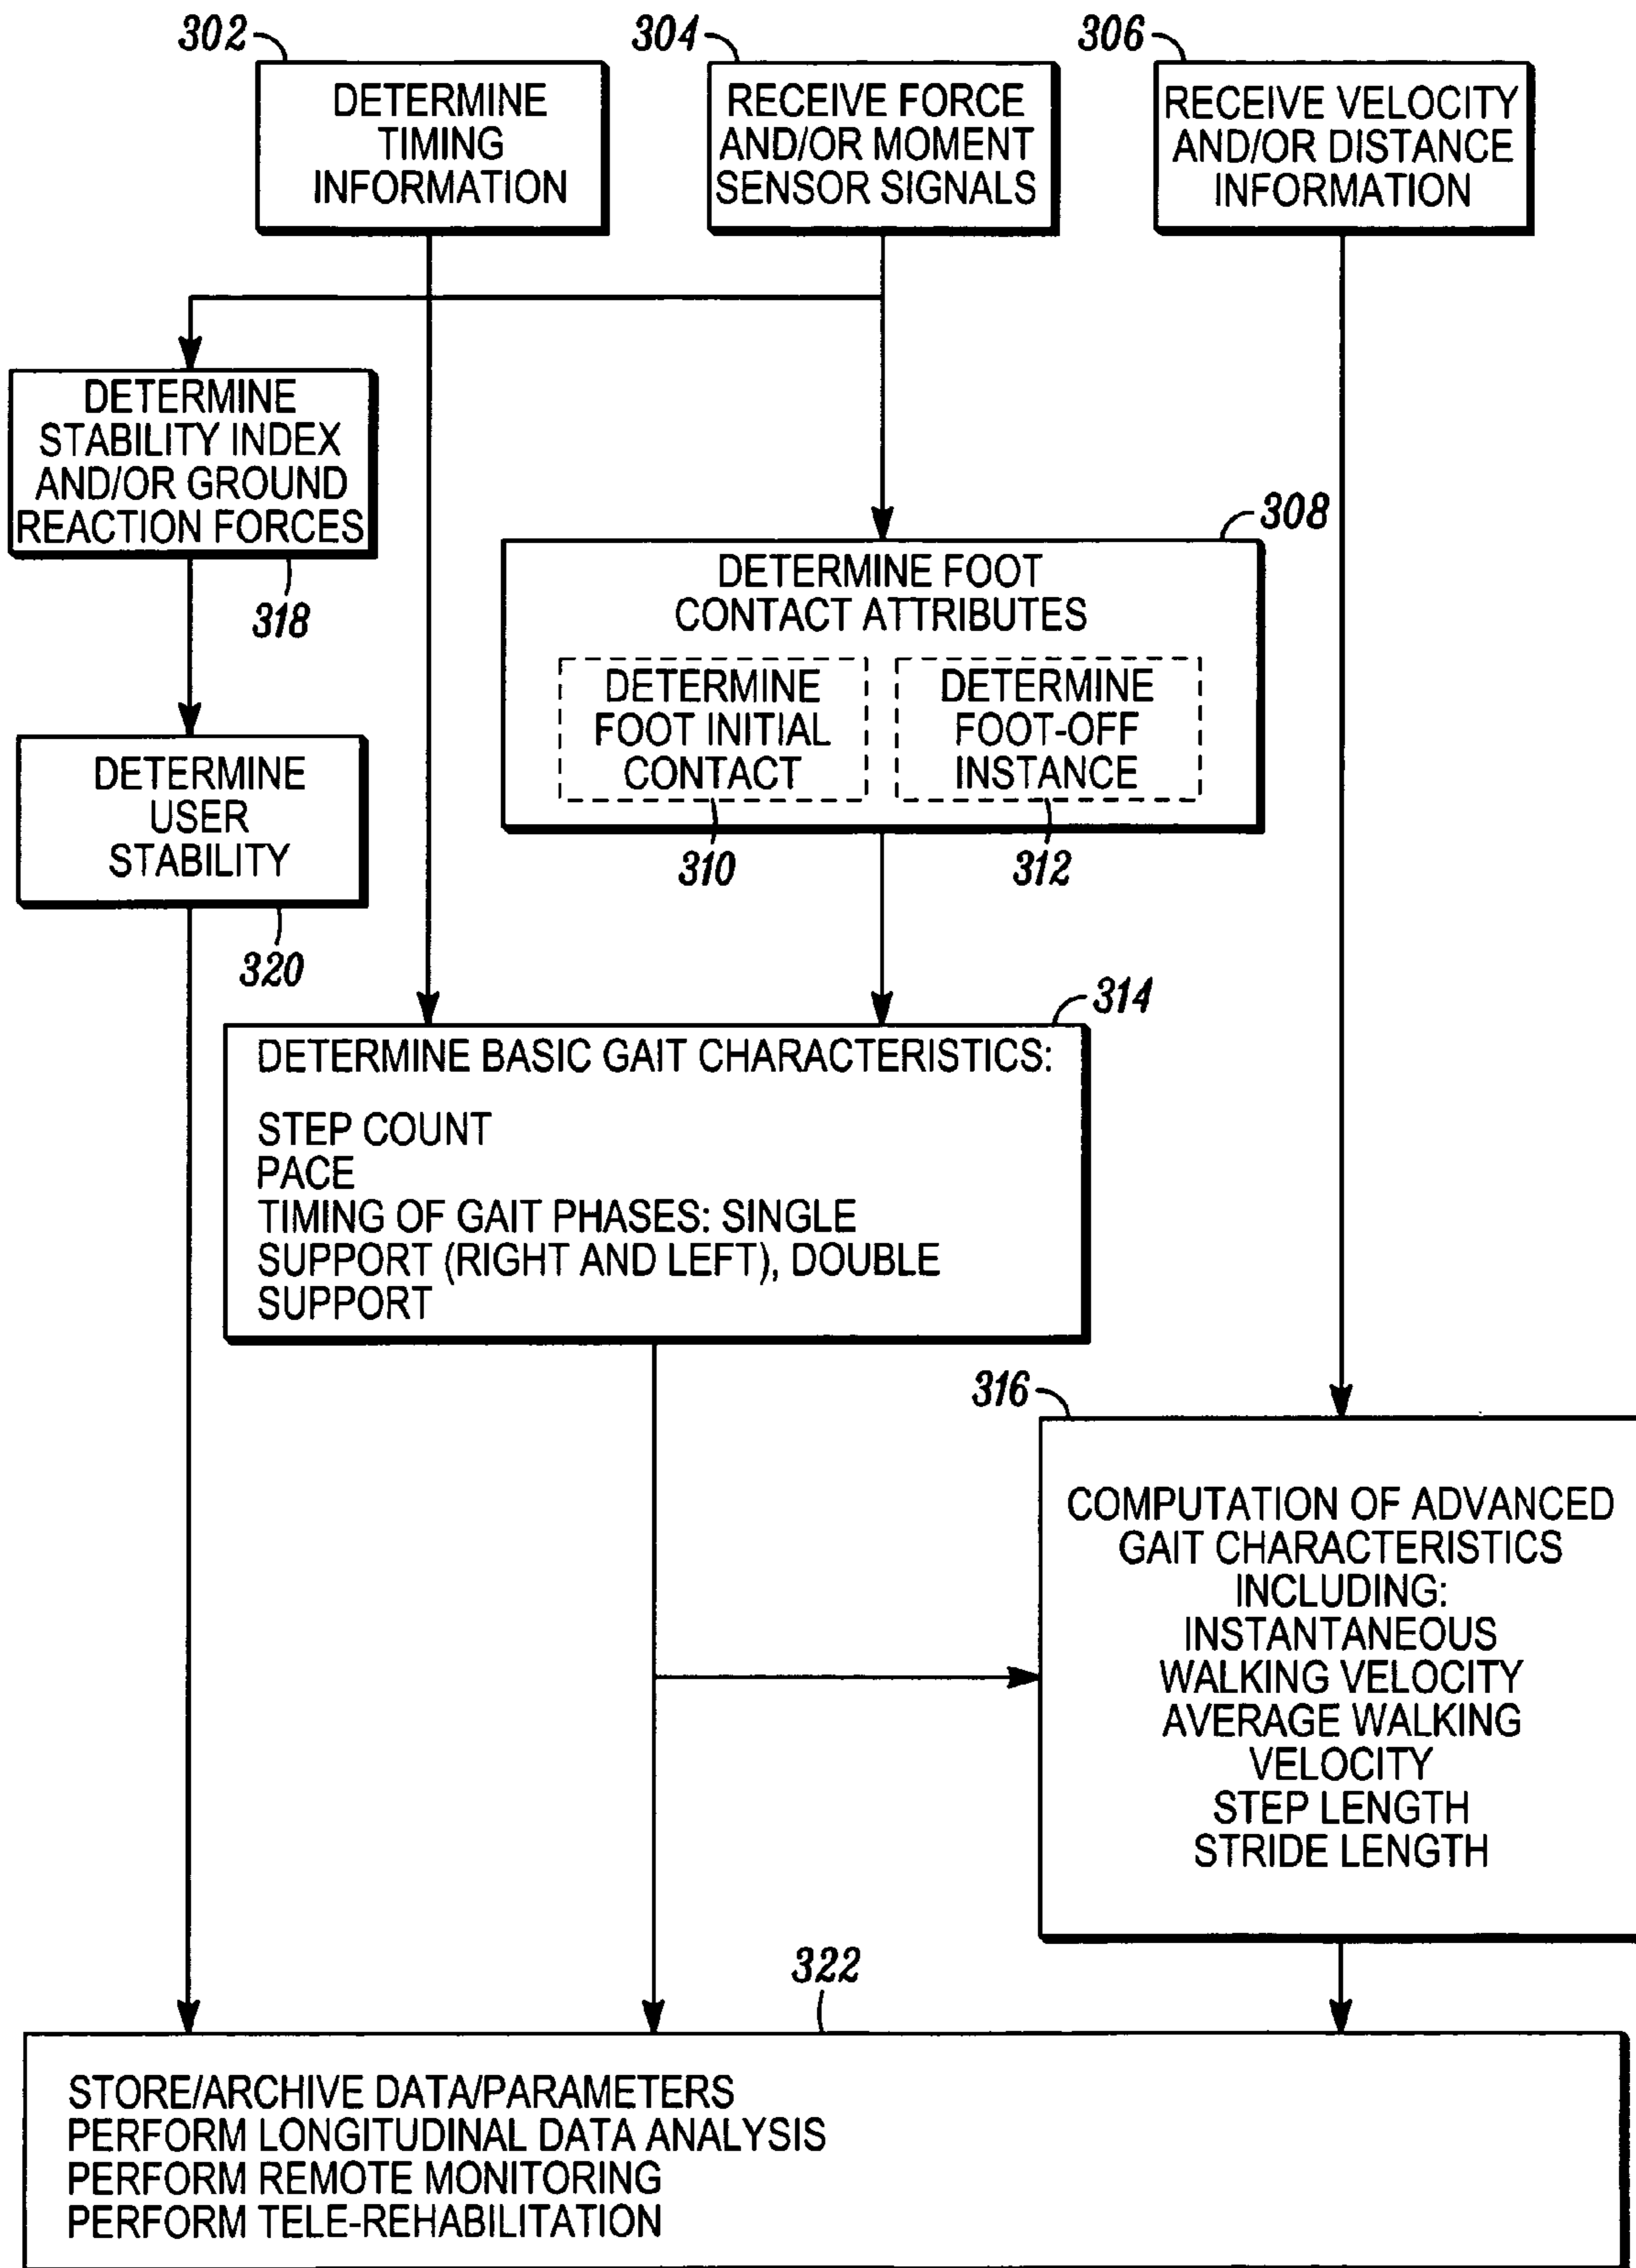 302
DETERMINE
TIMING
INFORMATION
304
RECEIVE FORCE
AND/OR MOMENT
SENSOR SIGNALS
306
RECEIVE VELOCITY
AND/OR DISTANCE
INFORMATION
DETERMINE
STABILITY INDEX
AND/OR GROUND
REACTION FORCES
318
308
DETERMINE FOOT
CONTACT ATTRIBUTES
DETERMINE
FOOT INITIAL
CONTACT
310
DETERMINE
FOOT-OFF
INSTANCE
312
DETERMINE
USER
STABILITY
320
314
DETERMINE BASIC GAIT CHARACTERISTICS:
STEP COUNT
PACE
TIMING OF GAIT PHASES: SINGLE
SUPPORT (RIGHT AND LEFT), DOUBLE
SUPPORT
316
COMPUTATION OF ADVANCED
GAIT CHARACTERISTICS
INCLUDING:
INSTANTANEOUS
WALKING VELOCITY
AVERAGE WALKING
VELOCITY
STEP LENGTH
STRIDE LENGTH
322
STORE/ARCHIVE DATA/PARAMETERS
PERFORM LONGITUDINAL DATA ANALYSIS
PERFORM REMOTE MONITORING
PERFORM TELE-REHABILITATION